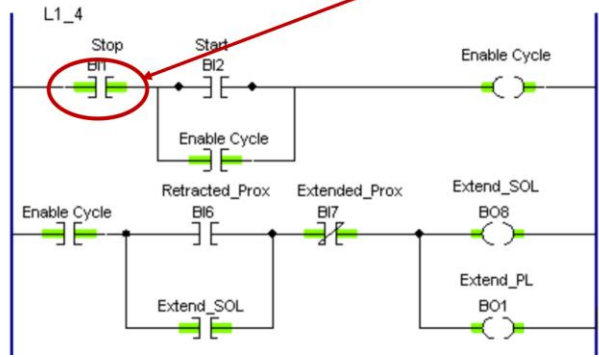 L1_4
Stop Start
BI1 BI2 Enable Cycle
Enable Cycle
Retracted_Prox Extended_Prox Extend_SOL
Enable Cycle BI6 BI7 BO8
Extend_PL
Extend_SOL BO1